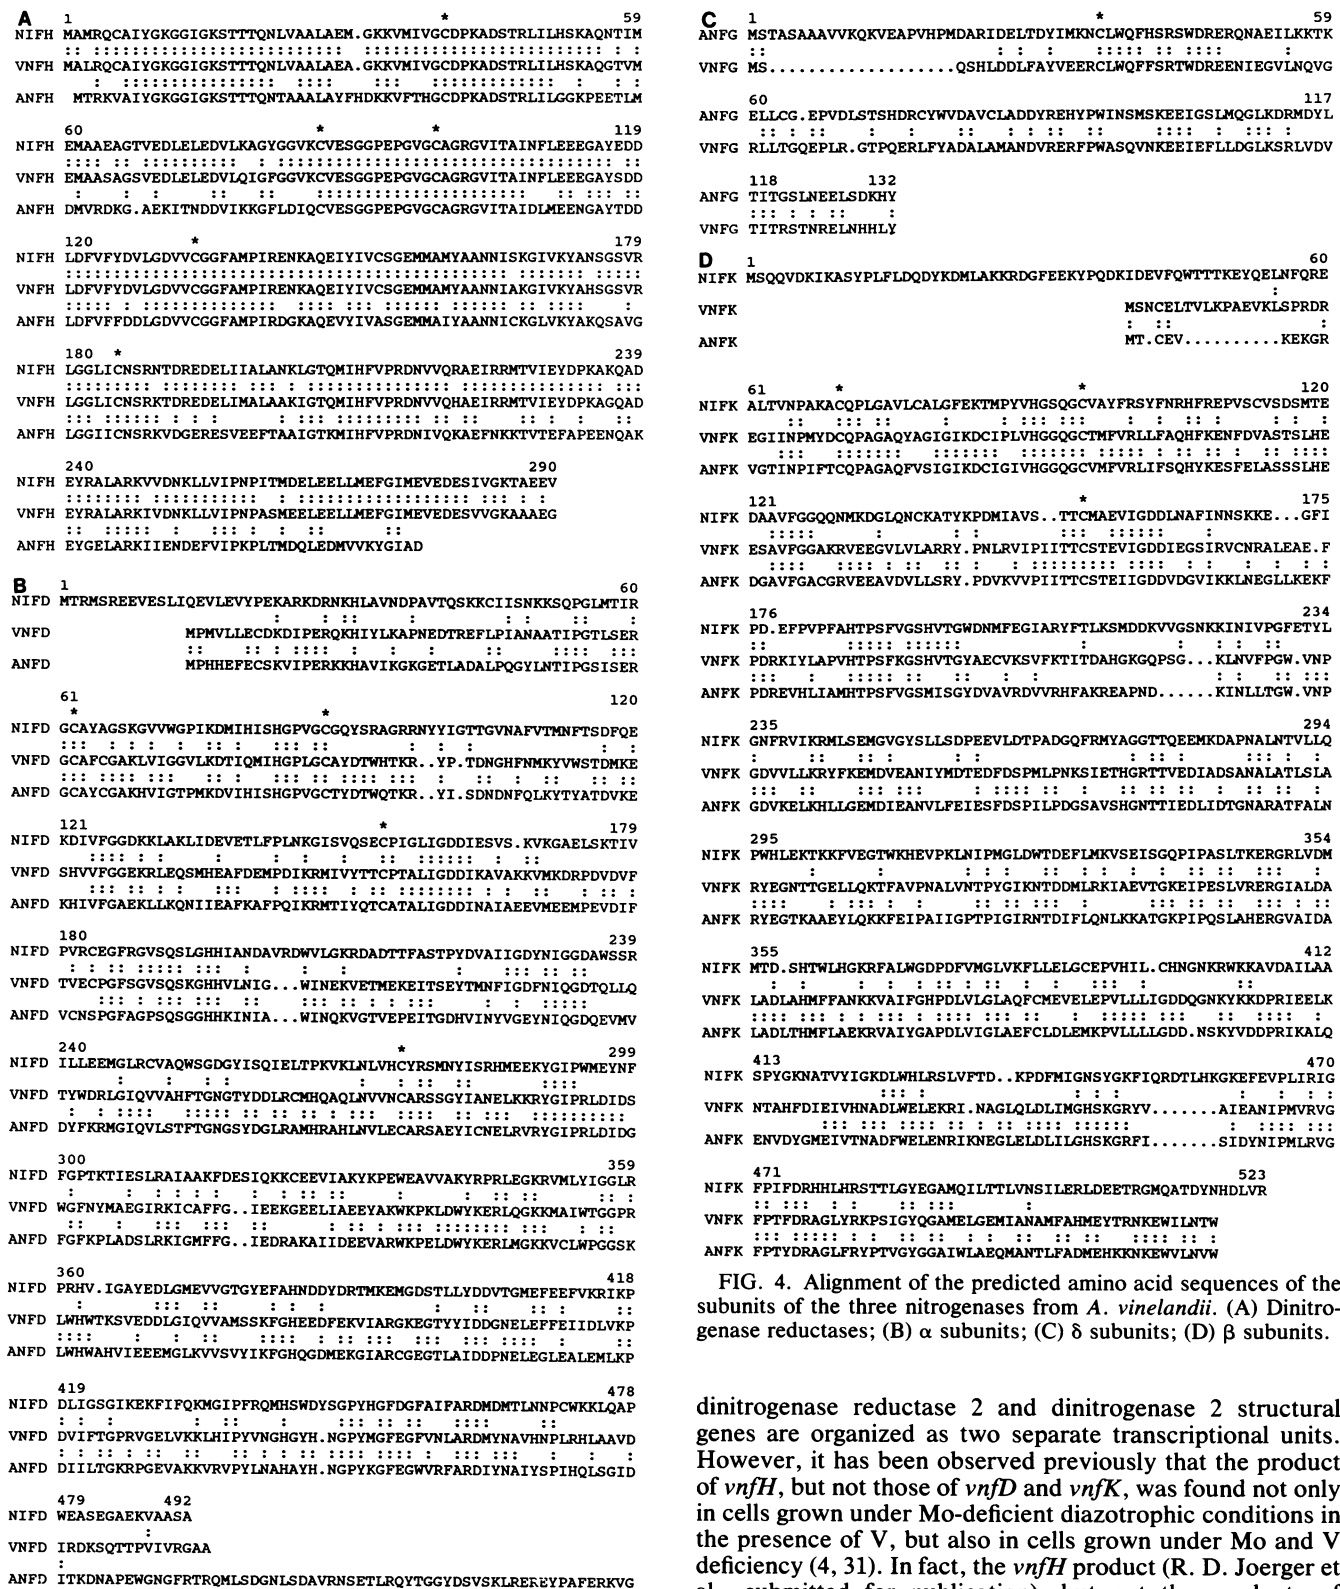 A 1 * 59
NIFH MAMRQCAIYGKGGIGKSTTTQNLVAALAEM.GKKVMIVGCDPKADSTRLILHSKAQNTIM
VNFH MALRQCAIYGKGGIGKSTTTQNLVAALAEA.GKKVMIVGCDPKADSTRLILHSKAQGTVM
ANFH MTRKVAIYGKGGIGKSTTTQNTAAALAYFHDKKVFTHGCDPKADSTRLILGGKPEETLM
60 * * 119
NIFH EMAAEAGTVEDLELEDVLKAGYGGVKCVESGGPEPGVGCAGRGVITAINFLEEEGAYEDD
VNFH EMAASAGSVEDLELEDVLQIGFGGVKCVESGGPEPGVGCAGRGVITAINFLEEEGAYSDD
ANFH DMVRDKG.AEKITNDDVIKKGFLDIQCVESGGPEPGVGCAGRGVITAIDLMEENGAYTDD
120 * 179
NIFH LDFVFYDVLGDVVCGGFAMPIRENKAQEIYIVCSGEMMAMYAANNISKGIVKYANSGSVR
VNFH LDFVFYDVLGDVVCGGFAMPIRENKAQEIYIVCSGEMMAMYAANNIAKGIVKYAHSGSVR
ANFH LDFVFFDDLGDVVCGGFAMPIRDGKAQEVYIVASGEMMAIYAANNICKGLVKYAKQSAVG
180 * 239
NIFH LGGLICNSRNTDREDELIIALANKLGTQMIHFVPRDNVVQRAEIRRMTVIEYDPKAKQAD
VNFH LGGLICNSRKTDREDELIMALAAKIGTQMIHFVPRDNVVQHAEIRRMTVIEYDPKAGQAD
ANFH LGGIICNSRKVDGERESVEEFTAAIGTKMIHFVPRDNIVQKAEFNKKTVTEFAPEENQAK
240 290
NIFH EYRALARKVVDNKLLVIPNPITMDELEELLMEFGIMEVEDESIVGKTAEEV
VNFH EYRALARKIVDNKLLVIPNPASMEELEELLMEFGIMEVEDESVVGKAAAEG
ANFH EYGELARKIIENDEFVIPKPLTMDQLEDMVVKYGIAD
B 1 60
NIFD MTRMSREEVESLIQEVLEVYPEKARKDRNKHLAVNDPAVTQSKKCIISNKKSQPGLMTIR
VNFD MPMVLLECDKDIPERQKHIYLKAPNEDTREFLPIANAATIPGTLSER
ANFD MPHHEFECSKVIPERKKHAVIKGKGETLADALPQGYLNTIPGSISER
61 120
* *
NIFD GCAYAGSKGVVWGPIKDMIHISHGPVGCGQYSRAGRRNYYIGTTGVNAFVTMNFTSDFQE
VNFD GCAFCGAKLVIGGVLKDTIQMIHGPLGCAYDTWHTKR..YP.TDNGHFNMKYVWSTDMKE
ANFD GCAYCGAKHVIGTPMKDVIHISHGPVGCTYDTWQTKR..YI.SDNDNFQLKYTYATDVKE
121 * 179
NIFD KDIVFGGDKKLAKLIDEVETLFPLNKGISVQSECPIGLIGDDIESVS.KVKGAELSKTIV
VNFD SHVVFGGEKRLEQSMHEAFDEMPDIKRMIVYTTCPTALIGDDIKAVAKKVMKDRPDVDVF
ANFD KHIVFGAEKLLKQNIIEAFKAFPQIKRMTIYQTCATALIGDDINAIAEEVMEEMPEVDIF
180 239
NIFD PVRCEGFRGVSQSLGHHIANDAVRDWVLGKRDADTTFASTPYDVAIIGDYNIGGDAWSSR
VNFD TVECPGFSGVSQSKGHHVLNIG...WINEKVETMEKEITSEYTMNFIGDFNIQGDTQLLQ
ANFD VCNSPGFAGPSQSGGHHKINIA...WINQKVGTVEPEITGDHVINYVGEYNIQGDQEVMV
240 * 299
NIFD ILLEEMGLRCVAQWSGDGYISQIELTPKVKLNLVHCYRSMNYISRHMEEKYGIPWMEYNF
VNFD TYWDRLGIQVVAHFTGNGTYDDLRCMHQAQLNVVNCARSSGYIANELKKRYGIPRLDIDS
ANFD DYFKRMGIQVLSTFTGNGSYDGLRAMHRAHLNVLECARSAEYICNELRVRYGIPRLDIDG
300 359
NIFD FGPTKTIESLRAIAAKFDESIQKKCEEVIAKYKPEWEAVVAKYRPRLEGKRVMLYIGGLR
VNFD WGFNYMAEGIRKICAFFG..IEEKGEELIAEEYAKWKPKLDWYKERLQGKKMAIWTGGPR
ANFD FGFKPLADSLRKIGMFFG..IEDRAKAIIDEEVARWKPELDWYKERLMGKKVCLWPGGSK
360 418
NIFD PRHV.IGAYEDLGMEVVGTGYEFAHNDDYDRTMKEMGDSTLLYDDVTGMEFEEFVKRIKP
VNFD LWHWTKSVEDDLGIQVVAMSSKFGHEEDFEKVIARGKEGTYYIDDGNELEFFEIIDLVKP
ANFD LWHWAHVIEEEMGLKVVSVYIKFGHQGDMEKGIARCGEGTLAIDDPNELEGLEALEMLKP
419 478
NIFD DLIGSGIKEKFIFQKMGIPFRQMHSWDYSGPYHGFDGFAIFARDMDMTLNNPCWKKLQAP
VNFD DVIFTGPRVGELVKKLHIPYVNGHGYH.NGPYMGFEGFVNLARDMYNAVHNPLRHLAAVD
ANFD DIILTGKRPGEVAKKVRVPYLNAHAYH.NGPYKGFEGWVRFARDIYNAIYSPIHQLSGID
479 492
NIFD WEASEGAEKVAASA
VNFD IRDKSQTTPVIVRGAA
ANFD ITKDNAPEWGNGFRTRQMLSDGNLSDAVRNSETLRQYTGGYDSVSKLREREYPAFERKVG
C 1 * 59
ANFG MSTASAAAVVKQKVEAPVHPMDARIDELTDYIMKNCLWQFHSRSWDRERQNAEILKKTK
VNFG MS...................QSHLDDLFAYVEERCLWQFFSRTWDREENIEGVLNQVG
60 117
ANFG ELLCG.EPVDLSTSHDRCYWVDAVCLADDYREHYPWINSMSKEEIGSLMQGLKDRMDYL
VNFG RLLTGQEPLR.GTPQERLFYADALAMANDVRERFPWASQVNKEEIEFLLDGLKSRLVDV
118 132
ANFG TITGSLNEELSDKHY
VNFG TITRSTNRELNHHLY
D 1 60
NIFK MSQQVDKIKASYPLFLDQDYKDMLAKKRDGFEEKYPQDKIDEVFQWTTTKEYQELNFQRE
VNFK MSNCELTVLKPAEVKLSPRDR
ANFK MT.CEV..........KEKGR
61 * * 120
NIFK ALTVNPAKACQPLGAVLCALGFEKTMPYVHGSQGCVAYFRSYFNRHFREPVSCVSDSMTE
VNFK EGIINPMYDCQPAGAQYAGIGIKDCIPLVHGGQGCTMFVRLLFAQHFKENFDVASTSLHE
ANFK VGTINPIFTCQPAGAQFVSIGIKDCIGIVHGGQGCVMFVRLIFSQHYKESFELASSSLHE
121 * 175
NIFK DAAVFGGQQNMKDGLQNCKATYKPDMIAVS..TTCMAEVIGDDLNAFINNSKKE...GFI
VNFK ESAVFGGAKRVEEGVLVLARRY.PNLRVIPIITTCSTEVIGDDIEGSIRVCNRALEAE.F
ANFK DGAVFGACGRVEEAVDVLLSRY.PDVKVVPIITTCSTEIIGDDVDGVIKKLNEGLLKEKF
176 234
NIFK PD.EFPVPFAHTPSFVGSHVTGWDNMFEGIARYFTLKSMDDKVVGSNKKINIVPGFETYL
VNFK PDRKIYLAPVHTPSFKGSHVTGYAECVKSVFKTITDAHGKGQPSG...KLNVFPGW.VNP
ANFK PDREVHLIAMHTPSFVGSMISGYDVAVRDVVRHFAKREAPND......KINLLTGW.VNP
235 294
NIFK GNFRVIKRMLSEMGVGYSLLSDPEEVLDTPADGQFRMYAGGTTQEEMKDAPNALNTVLLQ
VNFK GDVVLLKRYFKEMDVEANIYMDTEDFDSPMLPNKSIETHGRTTVEDIADSANALATLSLA
ANFK GDVKELKHLLGEMDIEANVLFEIESFDSPILPDGSAVSHGNTTIEDLIDTGNARATFALN
295 354
NIFK PWHLEKTKKFVEGTWKHEVPKLNIPMGLDWTDEFLMKVSEISGQPIPASLTKERGRLVDM
VNFK RYEGNTTGELLQKTFAVPNALVNTPYGIKNTDDMLRKIAEVTGKEIPESLVRERGIALDA
ANFK RYEGTKAAEYLQKKFEIPAIIGPTPIGIRNTDIFLQNLKKATGKPIPQSLAHERGVAIDA
355 412
NIFK MTD.SHTWLHGKRFALWGDPDFVMGLVKFLLELGCEPVHIL.CHNGNKRWKKAVDAILAA
VNFK LADLAHMFFANKKVAIFGHPDLVLGLAQFCMEVELEPVLLLIGDDQGNKYKKDPRIEELK
ANFK LADLTHMFLAEKRVAIYGAPDLVIGLAEFCLDLEMKPVLLLLGDD.NSKYVDDPRIKALQ
413 470
NIFK SPYGKNATVYIGKDLWHLRSLVFTD..KPDFMIGNSYGKFIQRDTLHKGKEFEVPLIRIG
VNFK NTAHFDIEIVHNADLWELEKRI.NAGLQLDLIMGHSKGRYV.......AIEANIPMVRVG
ANFK ENVDYGMEIVTNADFWELENRIKNEGLELDLILGHSKGRFI.......SIDYNIPMLRVG
471 523
NIFK FPIFDRHHLHRSTTLGYEGAMQILTTLVNSILERLDEETRGMQATDYNHDLVR
VNFK FPTFDRAGLYRKPSIGYQGAMELGEMIANAMFAHMEYTRNKEWILNTW
ANFK FPTYDRAGLFRYPTVGYGGAIWLAEQMANTLFADMEHKKNKEWVLNVW
FIG. 4. Alignment of the predicted amino acid sequences of the
subunits of the three nitrogenases from A. vinelandii. (A) Dinitro-
genase reductases; (B) α subunits; (C) δ subunits; (D) β subunits.
dinitrogenase reductase 2 and dinitrogenase 2 structural
genes are organized as two separate transcriptional units.
However, it has been observed previously that the product
of vnfH, but not those of vnfD and vnfK, was found not only
in cells grown under Mo-deficient diazotrophic conditions in
the presence of V, but also in cells grown under Mo and V
deficiency (4, 31). In fact, the vnfH product (R. D. Joerger et